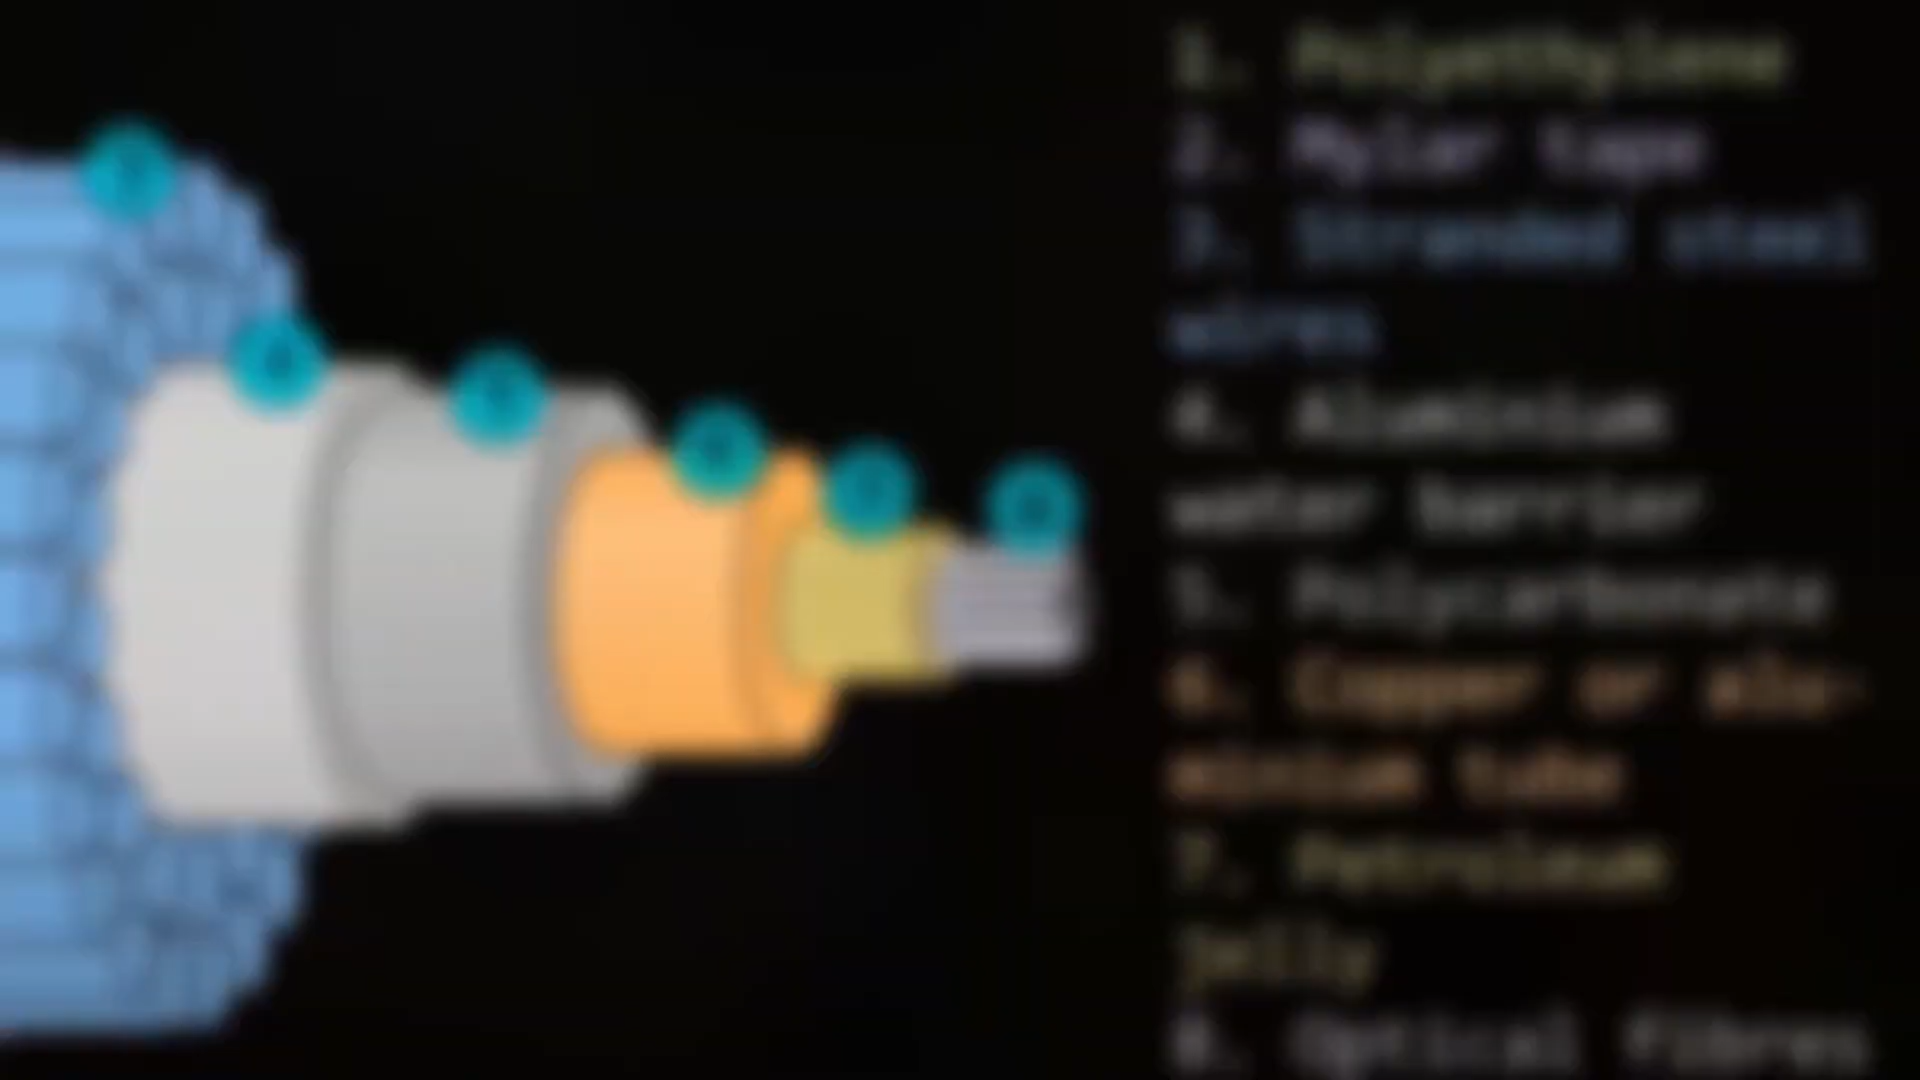 1. Polyethylene
2. Mylar tape
3. Stranded steel
wires
4. Aluminium
water barrier
5. Polycarbonate
6. Copper or alu-
minium tube
7. Petroleum
jelly
8. Optical fibres